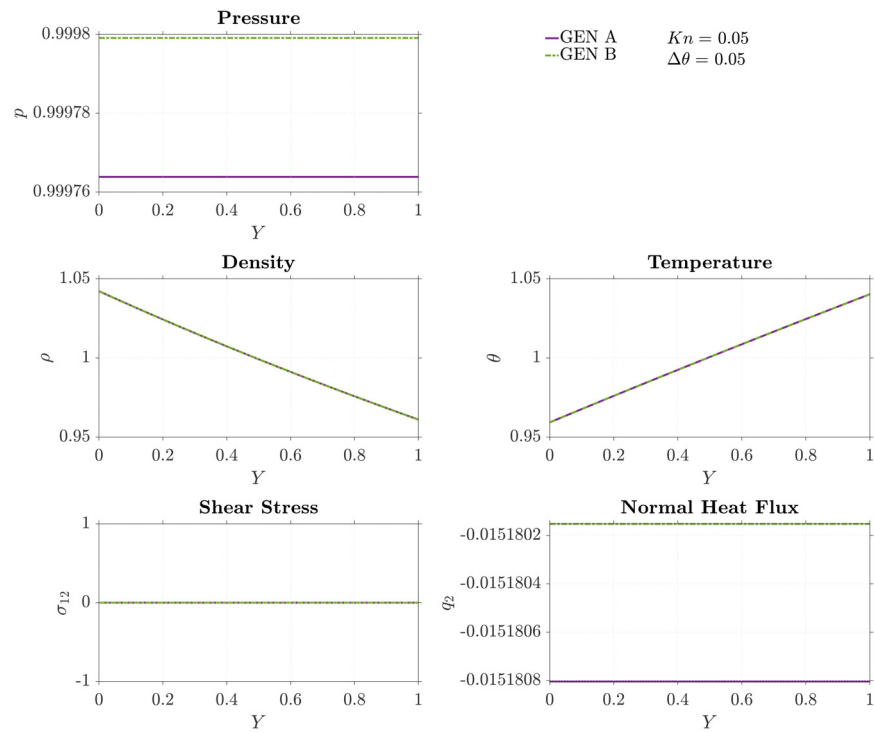 Pressure
0.9998
0.99978
0.99976
p
0 0.2 0.4 0.6 0.8 1
Y
GEN A
GEN B
Kn = 0.05
Δθ = 0.05
Density
1.05
1
0.95
ρ
0 0.2 0.4 0.6 0.8 1
Y
Temperature
1.05
1
0.95
θ
0 0.2 0.4 0.6 0.8 1
Y
Shear Stress
1
0
-1
σ₁₂
0 0.2 0.4 0.6 0.8 1
Y
Normal Heat Flux
-0.0151802
-0.0151804
-0.0151806
-0.0151808
q₂
0 0.2 0.4 0.6 0.8 1
Y